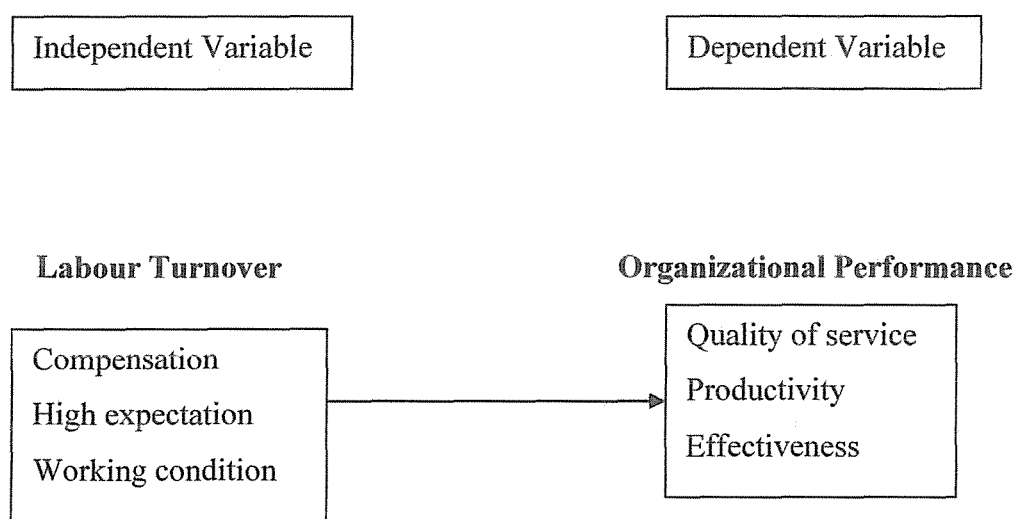 Independent Variable
Dependent Variable
Labour Turnover
Organizational Performance
Compensation
High expectation
Working condition
Quality of service
Productivity
Effectiveness